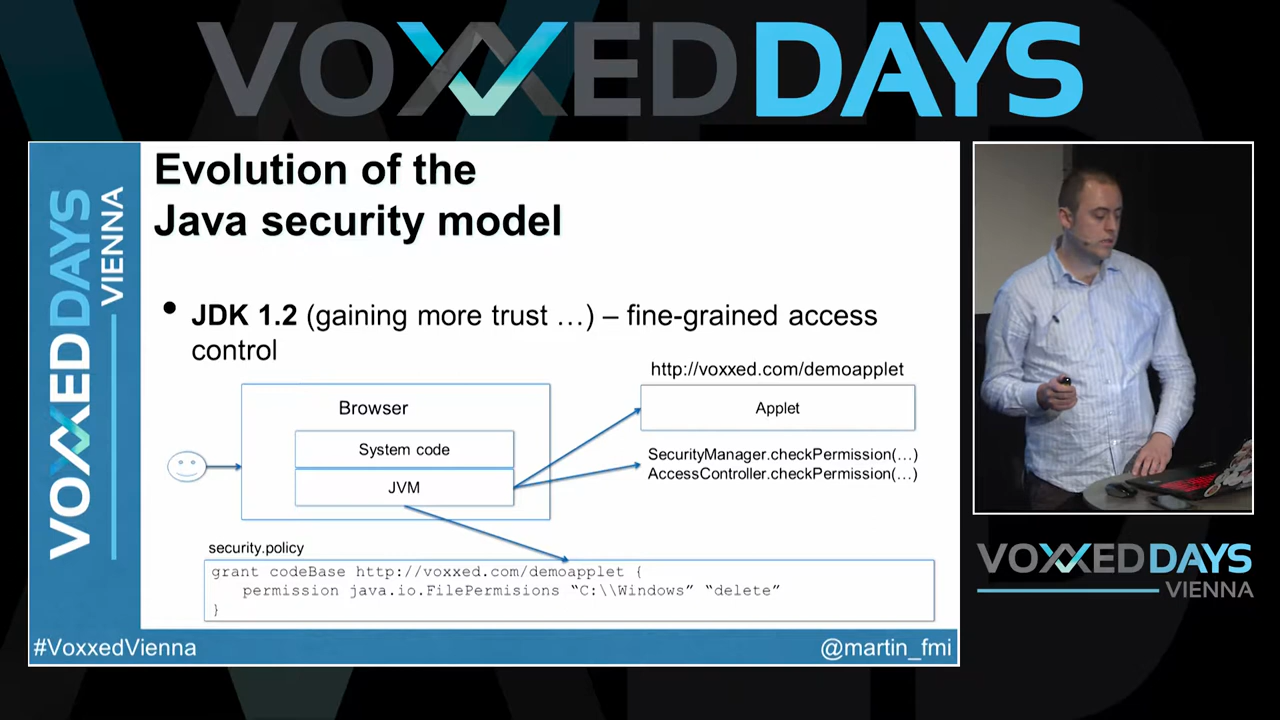 VOXXED DAYS
VOXXED DAYS
VIENNA
Evolution of the
Java security model
• JDK 1.2 (gaining more trust …) – fine-grained access
control
http://voxxed.com/demoapplet
Browser
Applet
System code
SecurityManager.checkPermission(…)
AccessController.checkPermission(…)
JVM
security.policy
grant codeBase http://voxxed.com/demoapplet {
permission java.io.FilePermisions “C:\\Windows” “delete”
}
#VoxxedVienna
@martin_fmi
VOXXED DAYS
VIENNA